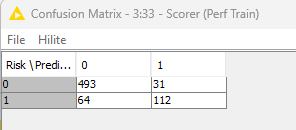 Confusion Matrix - 3:33 - Scorer (Perf Train)
File Hilite
Risk \ Predi... 0 1
0 493 31
1 64 112